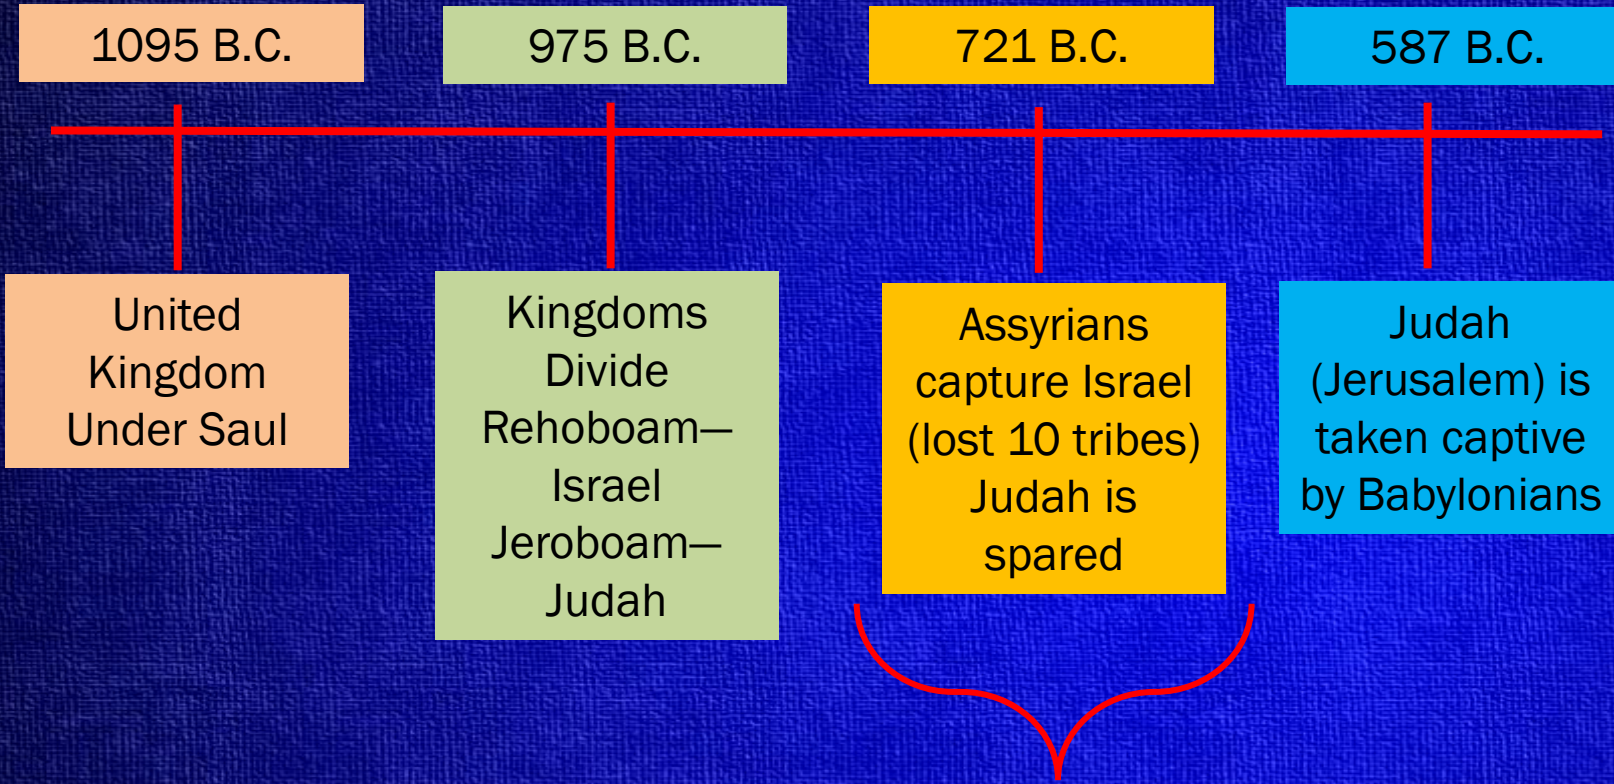 1095 B.C.
975 B.C.
721 B.C.
587 B.C.
United
Kingdom
Under Saul
Kingdoms
Divide
Rehoboam—
Israel
Jeroboam—
Judah
Assyrians
capture Israel
(lost 10 tribes)
Judah is
spared
Judah
(Jerusalem) is
taken captive
by Babylonians